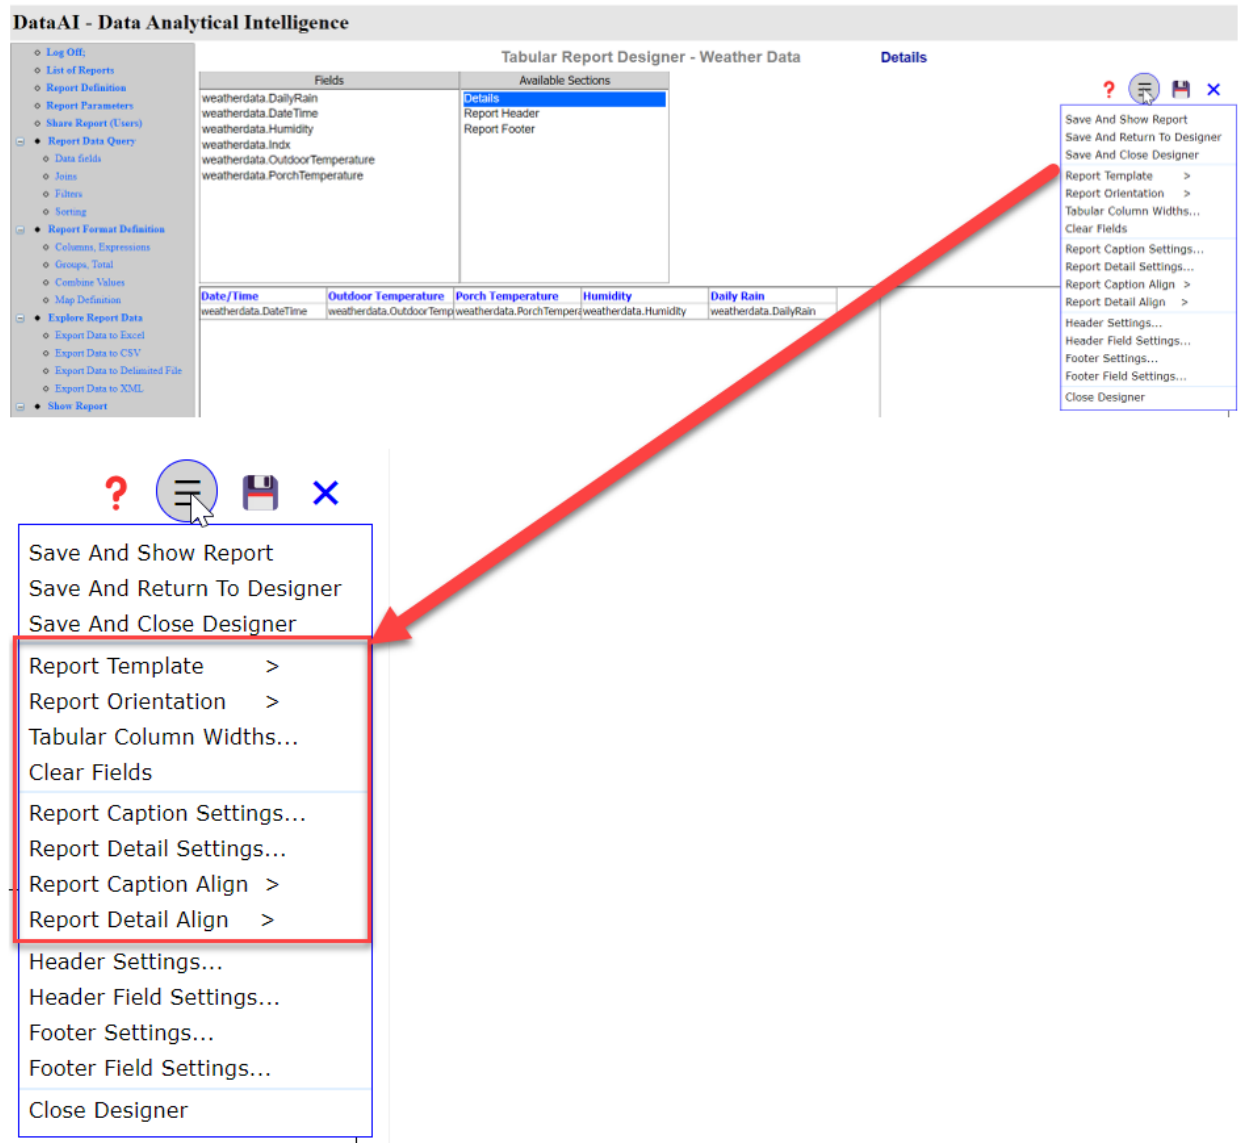 DataAI - Data Analytical Intelligence
Log Off;
List of Reports
Report Definition
Report Parameters
Share Report (Users)
Report Data Query
Data fields
Joins
Filters
Sorting
Report Format Definition
Columns, Expressions
Groups, Total
Combine Values
Map Definition
Explore Report Data
Export Data to Excel
Export Data to CSV
Export Data to Delimited File
Export Data to XML
Show Report
Tabular Report Designer - Weather Data
Details
Fields
weatherdata.DailyRain
weatherdata.DateTime
weatherdata.Humidity
weatherdata.Indx
weatherdata.OutdoorTemperature
weatherdata.PorchTemperature
Available Sections
Details
Report Header
Report Footer
Date/Time Outdoor Temperature Porch Temperature Humidity Daily Rain
weatherdata.DateTime weatherdata.OutdoorTemp weatherdata.PorchTempera weatherdata.Humidity weatherdata.DailyRain
Save And Show Report
Save And Return To Designer
Save And Close Designer
Report Template >
Report Orientation >
Tabular Column Widths...
Clear Fields
Report Caption Settings...
Report Detail Settings...
Report Caption Align >
Report Detail Align >
Header Settings...
Header Field Settings...
Footer Settings...
Footer Field Settings...
Close Designer
Save And Show Report
Save And Return To Designer
Save And Close Designer
Report Template >
Report Orientation >
Tabular Column Widths...
Clear Fields
Report Caption Settings...
Report Detail Settings...
Report Caption Align >
Report Detail Align >
Header Settings...
Header Field Settings...
Footer Settings...
Footer Field Settings...
Close Designer